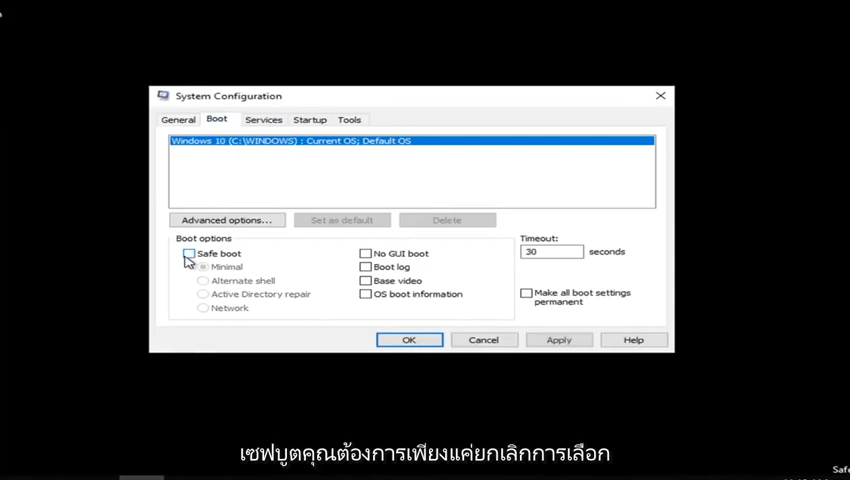 System Configuration
General Boot Services Startup Tools
Windows 10 (C:\WINDOWS) : Current OS; Default OS
Advanced options... Set as default Delete
Boot options
Timeout:
Safe boot No GUI boot 30 seconds
Minimal Boot log
Alternate shell Base video
Active Directory repair OS boot information Make all boot settings
permanent
Network
OK Cancel Apply Help
เซฟบูตคุณต้องการเพียงแค่ยกเลิกการเลือก
Safe